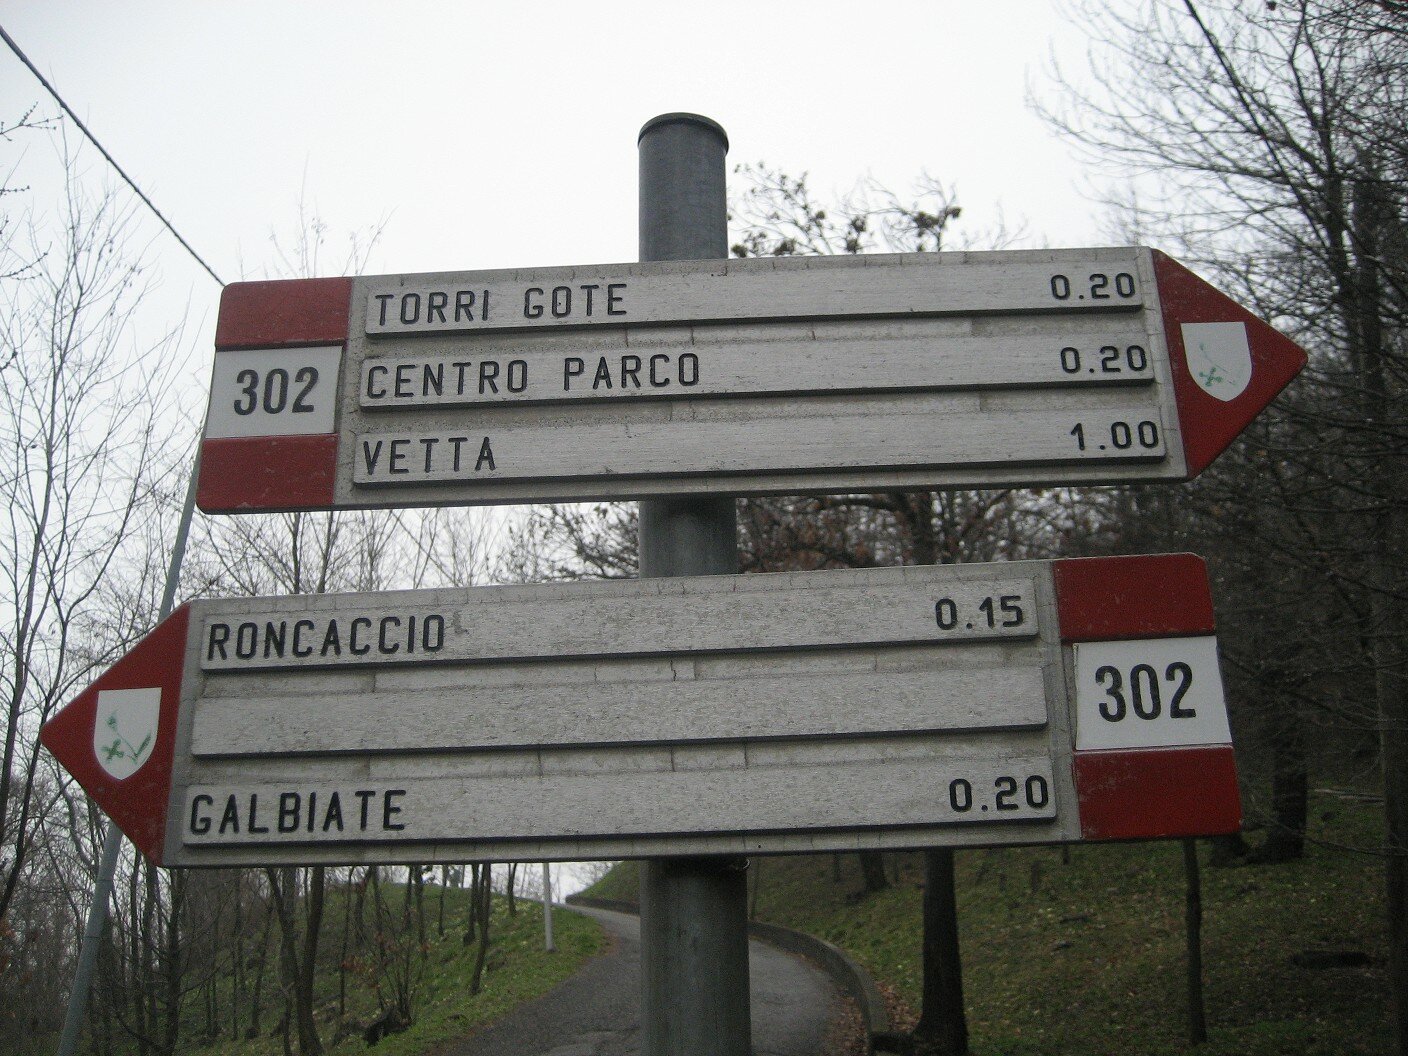 TORRI GOTE 0.20
302 CENTRO PARCO 0.20
VETTA 1.00
RONCACCIO 0.15
302
GALBIATE 0.20